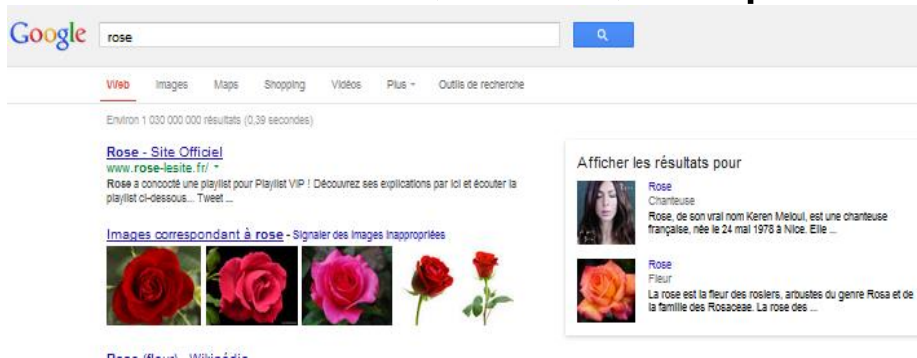 Google rose
Web Images Maps Shopping Vidéos Plus Outils de recherche
Environ 1 030 000 000 résultats (0,39 secondes)
Rose - Site Officiel
www.rose-lesite.fr/
Rose a concocté une playlist pour Playlist VIP ! Découvrez ses explications par ici et écouter la
playlist ci-dessous... Tweet ...
Images correspondant à rose - Signaler des images inappropriées
Rose (fleur) - Wikipédia
Afficher les résultats pour
Rose
Chanteuse
Rose, de son vrai nom Keren Meloul, est une chanteuse
française, née le 24 mai 1978 à Nice. Elle ...
Rose
Fleur
La rose est la fleur des rosiers, arbustes du genre Rosa et de
la famille des Rosaceae. La rose des ...